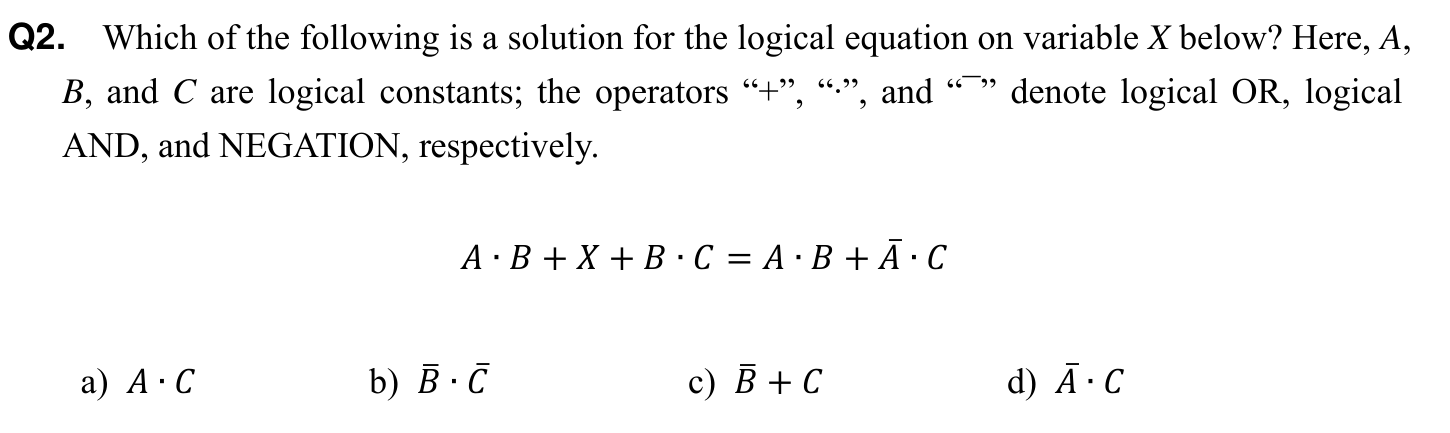 Q2. Which of the following is a solution for the logical equation on variable X below? Here, A,
B, and C are logical constants; the operators “+”, “·”, and “¯” denote logical OR, logical
AND, and NEGATION, respectively.
A · B + X + B · C = A · B + Ā · C
a) A · C b) B̄ · C̄ c) B̄ + C d) Ā · C